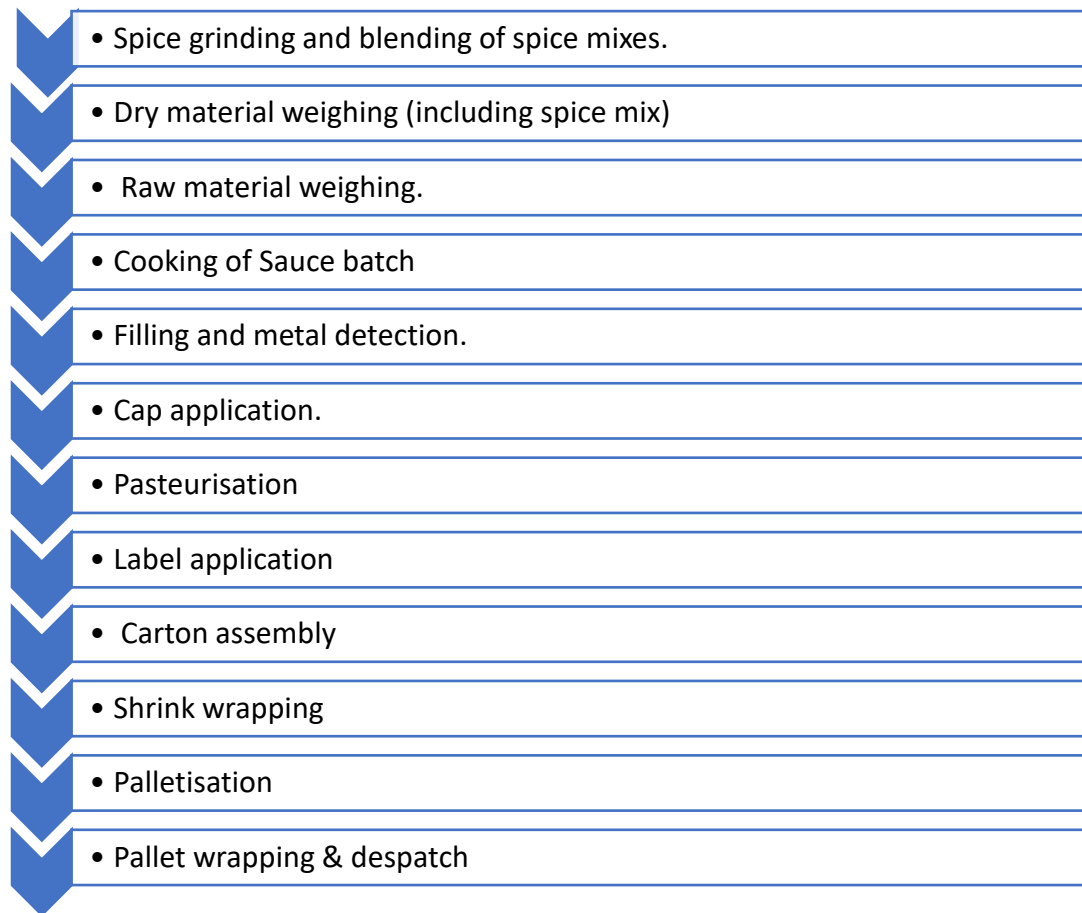 • Spice grinding and blending of spice mixes.
• Dry material weighing (including spice mix)
• Raw material weighing.
• Cooking of Sauce batch
• Filling and metal detection.
• Cap application.
• Pasteurisation
• Label application
• Carton assembly
• Shrink wrapping
• Palletisation
• Pallet wrapping & despatch